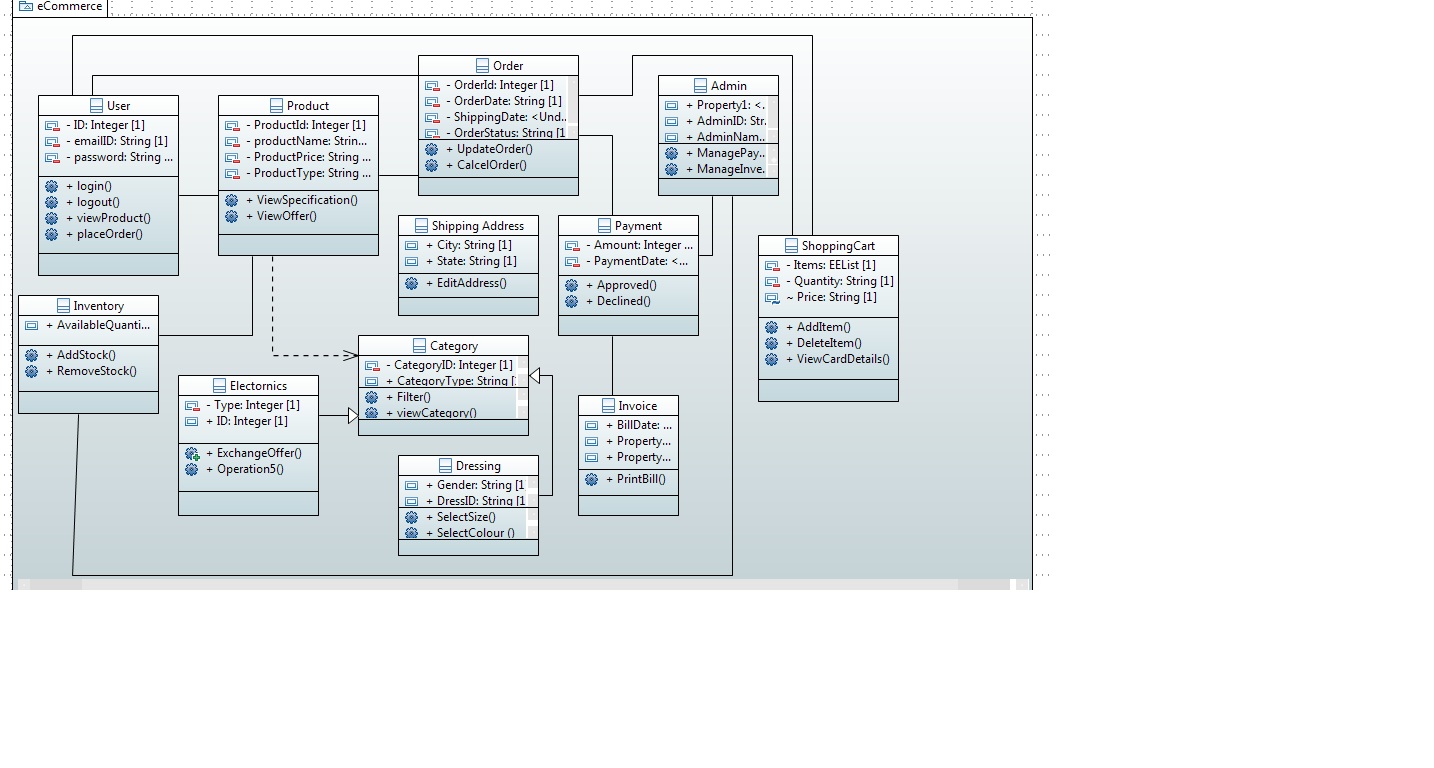 eCommerce
User
- ID: Integer [1]
- emailID: String [1]
- password: String ...
+ login()
+ logout()
+ viewProduct()
+ placeOrder()
Product
- ProductId: Integer [1]
- productName: Strin...
- ProductPrice: String ...
- ProductType: String ...
+ ViewSpecification()
+ ViewOffer()
Order
- OrderId: Integer [1]
- OrderDate: String [1]
- ShippingDate: <Und...
- OrderStatus: String [1
+ UpdateOrder()
+ CalcelOrder()
Admin
+ Property1: <.
+ AdminID: Str.
+ AdminNam..
+ ManagePay..
+ ManageInve.
Shipping Address
+ City: String [1]
+ State: String [1]
+ EditAddress()
Payment
- Amount: Integer ...
- PaymentDate: <...
+ Approved()
+ Declined()
ShoppingCart
- Items: EEList [1]
- Quantity: String [1]
~ Price: String [1]
+ AddItem()
+ DeleteItem()
+ ViewCardDetails()
Inventory
+ AvailableQuanti...
+ AddStock()
+ RemoveStock()
Category
- CategoryID: Integer [1]
+ CategoryType: String [
+ Filter()
+ viewCategory()
Electornics
- Type: Integer [1]
+ ID: Integer [1]
+ ExchangeOffer()
+ Operation5()
Invoice
+ BillDate: ...
+ Property...
+ Property...
+ PrintBill()
Dressing
+ Gender: String [1
+ DressID: String [1
+ SelectSize()
+ SelectColour ()